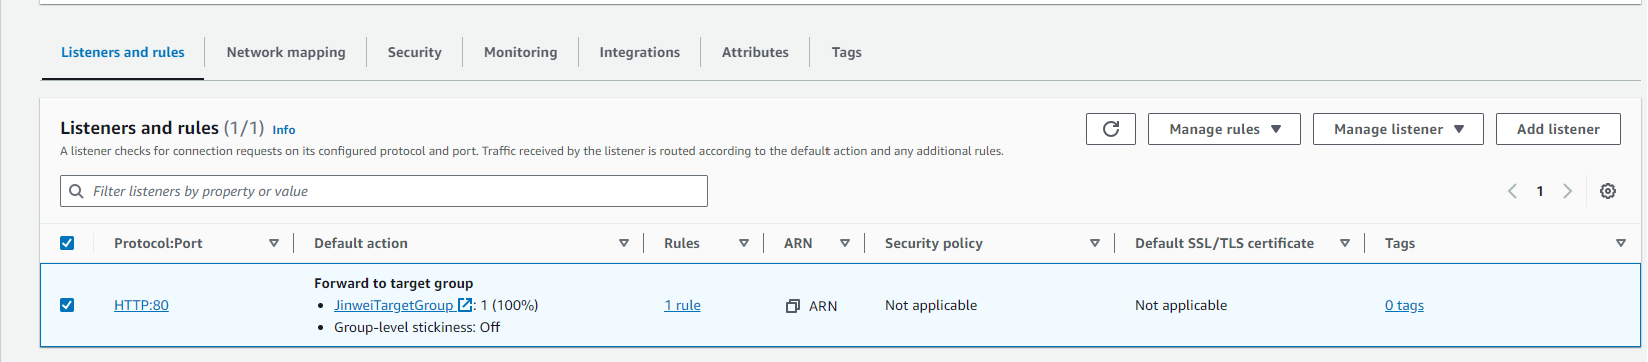 Listeners and rules
Network mapping
Security
Monitoring
Integrations
Attributes
Tags
Listeners and rules (1/1) Info
Manage rules
Manage listener
Add listener
A listener checks for connection requests on its configured protocol and port. Traffic received by the listener is routed according to the default action and any additional rules.
Filter listeners by property or value
1
Protocol:Port
Default action
Rules
ARN
Security policy
Default SSL/TLS certificate
Tags
HTTP:80
Forward to target group
• JinweiTargetGroup : 1 (100%)
• Group-level stickiness: Off
1 rule
ARN
Not applicable
Not applicable
0 tags